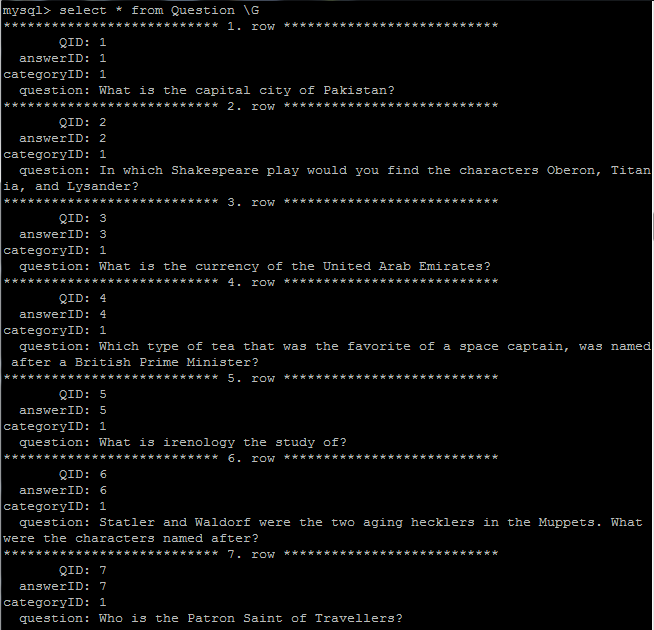 mysql> select * from Question \G
*************************** 1. row ***************************
QID: 1
answerID: 1
categoryID: 1
question: What is the capital city of Pakistan?
*************************** 2. row ***************************
QID: 2
answerID: 2
categoryID: 1
question: In which Shakespeare play would you find the characters Oberon, Titan
ia, and Lysander?
*************************** 3. row ***************************
QID: 3
answerID: 3
categoryID: 1
question: What is the currency of the United Arab Emirates?
*************************** 4. row ***************************
QID: 4
answerID: 4
categoryID: 1
question: Which type of tea that was the favorite of a space captain, was named
after a British Prime Minister?
*************************** 5. row ***************************
QID: 5
answerID: 5
categoryID: 1
question: What is irenology the study of?
*************************** 6. row ***************************
QID: 6
answerID: 6
categoryID: 1
question: Statler and Waldorf were the two aging hecklers in the Muppets. What
were the characters named after?
*************************** 7. row ***************************
QID: 7
answerID: 7
categoryID: 1
question: Who is the Patron Saint of Travellers?